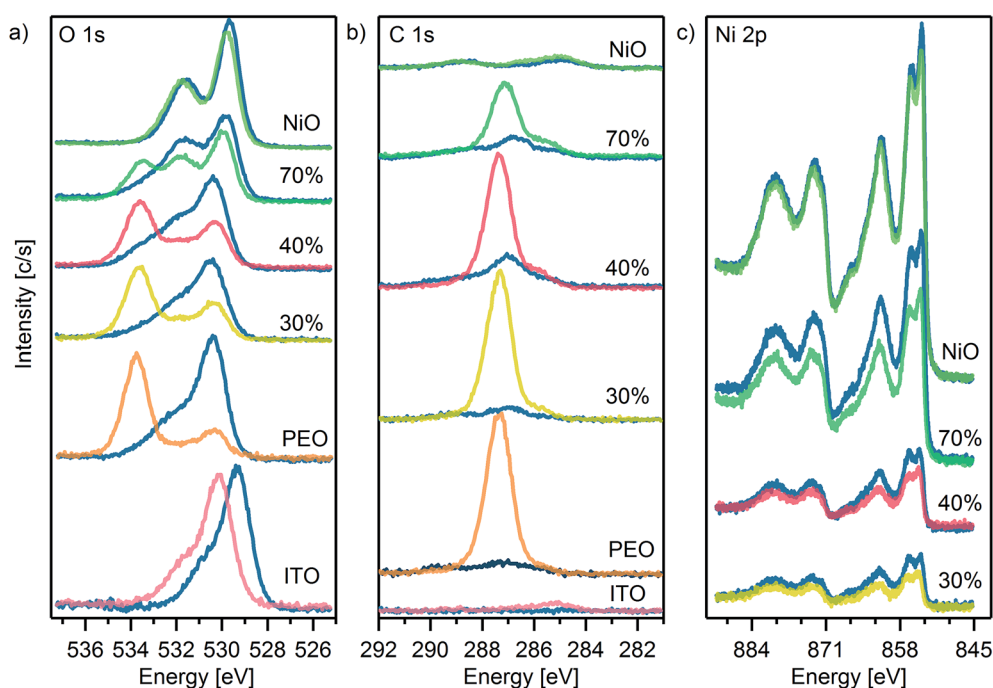 a)
O 1s
NiO
70%
40%
30%
PEO
ITO
536 534 532 530 528 526
Energy [eV]
Intensity [c/s]
b)
C 1s
NiO
70%
40%
30%
PEO
ITO
292 290 288 286 284 282
Energy [eV]
c)
Ni 2p
NiO
70%
40%
30%
884 871 858 845
Energy [eV]